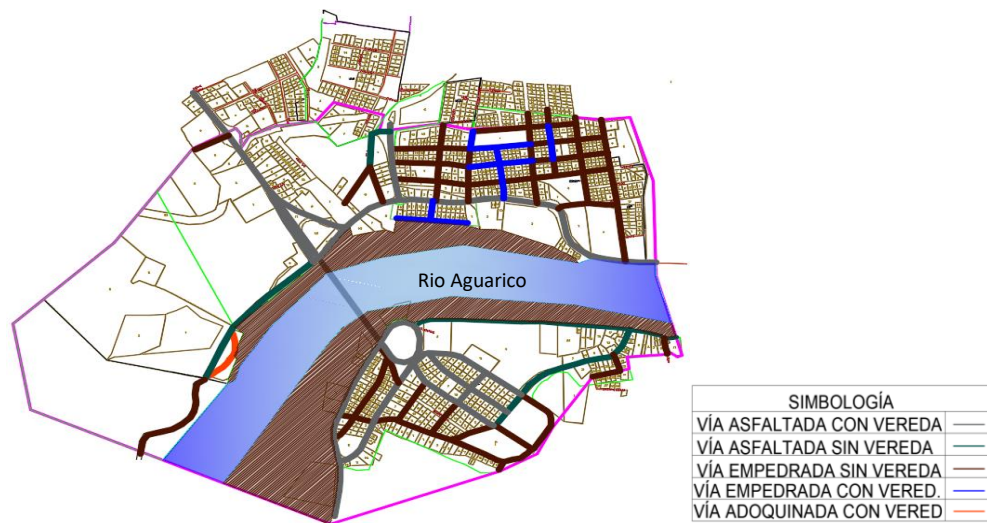 Rio Aguarico
SIMBOLOGÍA
VÍA ASFALTADA CON VEREDA
VÍA ASFALTADA SIN VEREDA
VÍA EMPEDRADA SIN VEREDA
VÍA EMPEDRADA CON VERED.
VÍA ADOQUINADA CON VERED